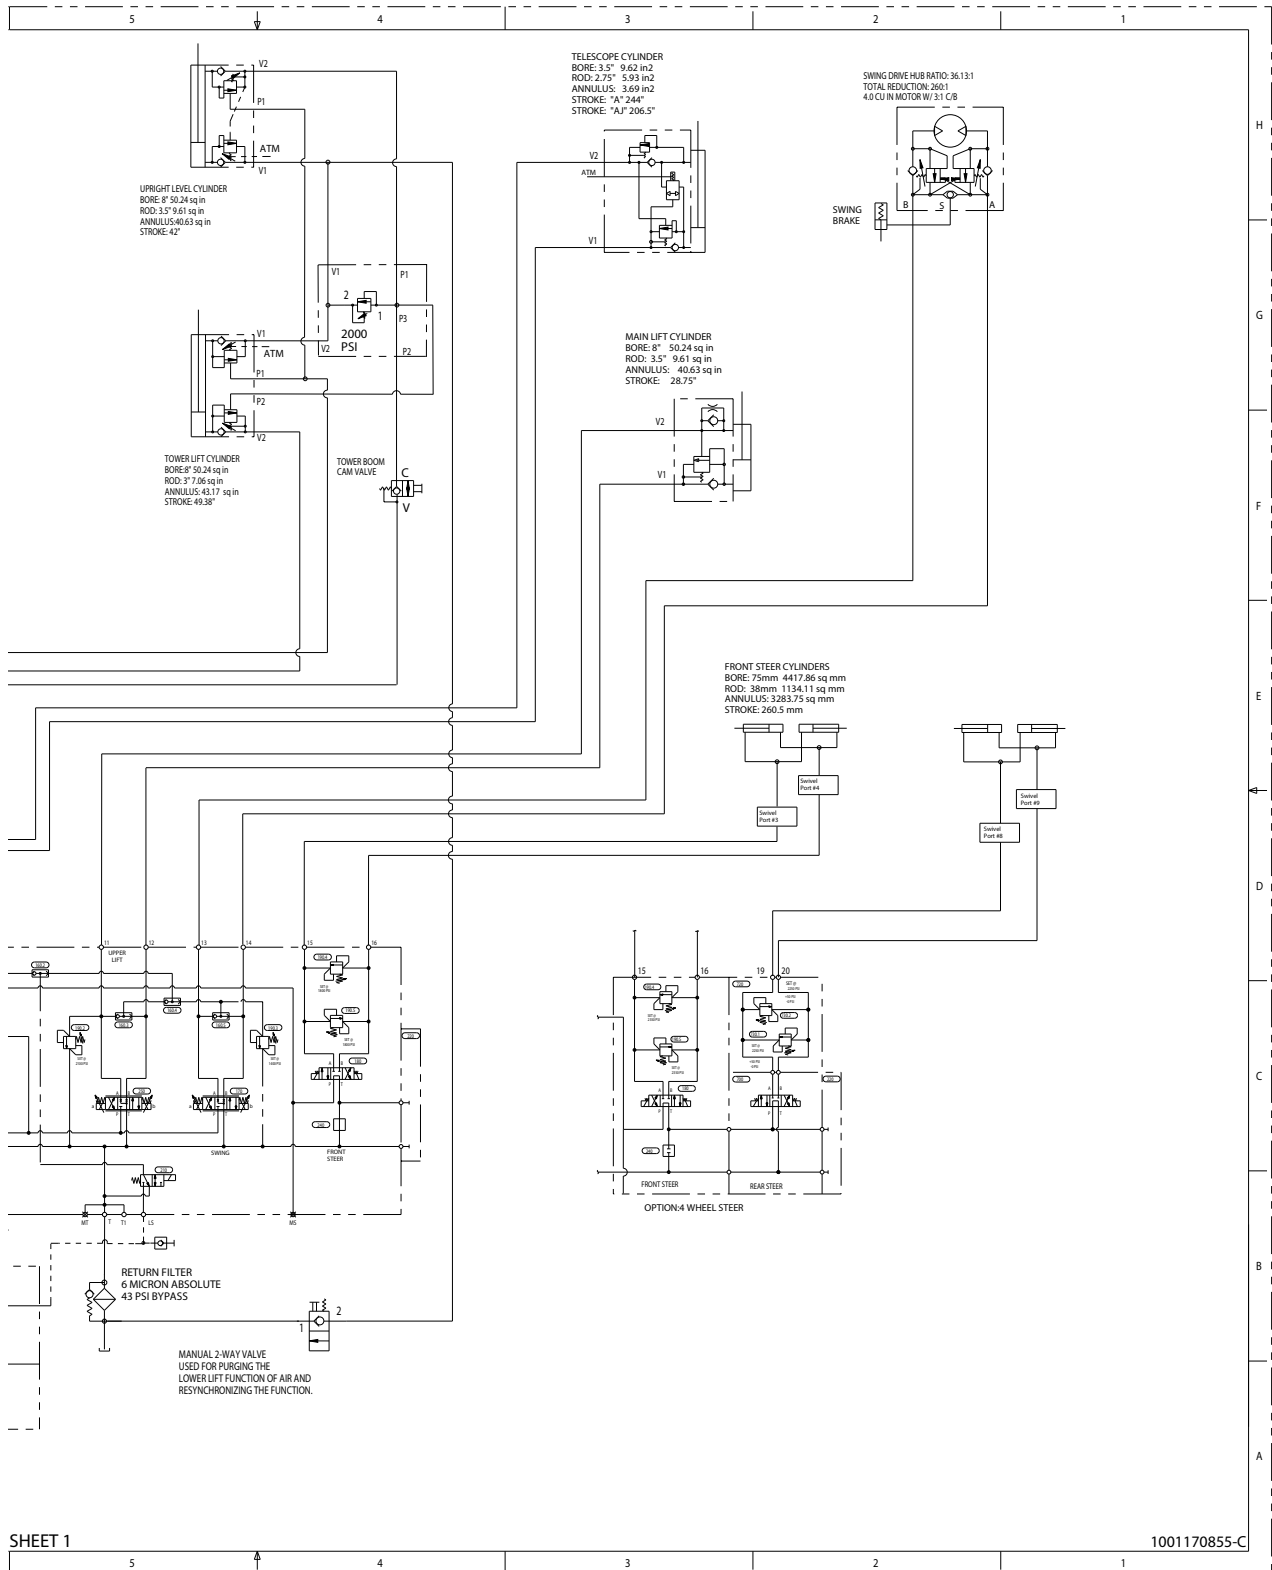 5 4 3 2 1
TELESCOPE CYLINDER
BORE: 3.5" 9.62 in2
ROD: 2.75" 5.93 in2
ANNULUS: 3.69 in2
STROKE: "A" 244"
STROKE: "AJ" 206.5"
SWING DRIVE HUB RATIO: 36.13:1
TOTAL REDUCTION: 260:1
4.0 CU IN MOTOR W/ 3:1 C/B
V2
P1
ATM
V1
V2
ATM
V1
B S A
SWING
BRAKE
H
UPRIGHT LEVEL CYLINDER
BORE: 8" 50.24 sq in
ROD: 3.5" 9.61 sq in
ANNULUS:40.63 sq in
STROKE: 42"
V1 P1
2
1
P3
2000
PSI
V2
P2
G
V1
ATM
P1
P2
V2
MAIN LIFT CYLINDER
BORE: 8" 50.24 sq in
ROD: 3.5" 9.61 sq in
ANNULUS: 40.63 sq in
STROKE: 28.75"
V2
V1
TOWER LIFT CYLINDER
BORE:8" 50.24 sq in
ROD: 3" 7.06 sq in
ANNULUS: 43.17 sq in
STROKE: 49.38"
TOWER BOOM
CAM VALVE
C
V
F
FRONT STEER CYLINDERS
BORE: 75mm 4417.86 sq mm
ROD: 38mm 1134.11 sq mm
ANNULUS: 3283.75 sq mm
STROKE: 260.5 mm
E
Swivel
Port #4
Swivel
Port #3
Swivel
Port #9
Swivel
Port #8
D
11 12 13 14 15 16
UPPER
LIFT
SWING
FRONT
STEER
MT T T1 LS MS
15 16 19 20
C
FRONT STEER REAR STEER
OPTION:4 WHEEL STEER
RETURN FILTER
6 MICRON ABSOLUTE
43 PSI BYPASS
B
1 2
MANUAL 2-WAY VALVE
USED FOR PURGING THE
LOWER LIFT FUNCTION OF AIR AND
RESYNCHRONIZING THE FUNCTION.
A
SHEET 1
1001170855-C
5 4 3 2 1